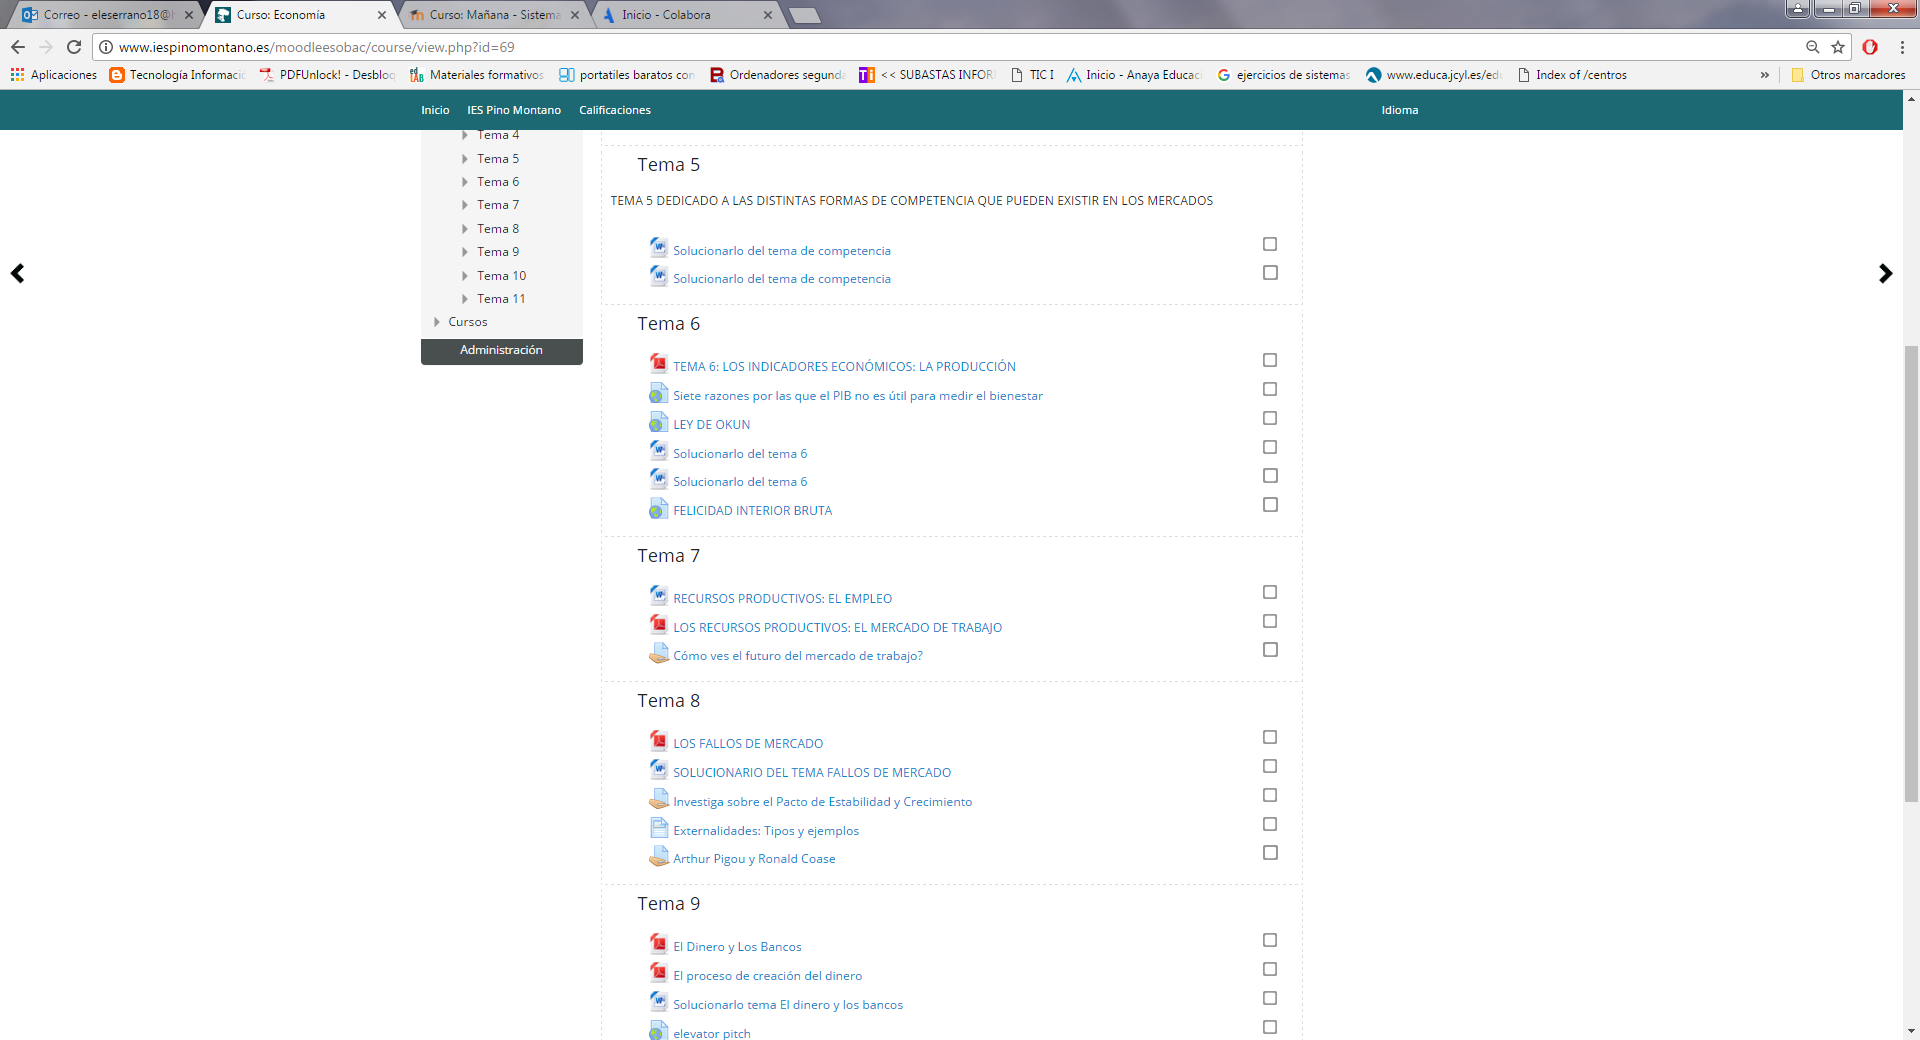 Correo - eleserrano18@
Curso: Economía
Curso: Mañana - Sistema
Inicio - Colabora
www.iespinomontano.es/moodleesobac/course/view.php?id=69
Aplicaciones
Tecnología Informació
PDFUnlock! - Desbloq
Materiales formativos
portatiles baratos con
Ordenadores segunda
<< SUBASTAS INFOR
TIC I
Inicio - Anaya Educac
ejercicios de sistemas
www.educa.jcyl.es/edu
Index of /centros
»
Otros marcadores
Inicio
IES Pino Montano
Calificaciones
Idioma
Tema 4
Tema 5
Tema 6
Tema 7
Tema 8
Tema 9
Tema 10
Tema 11
Cursos
Administración
Tema 5
TEMA 5 DEDICADO A LAS DISTINTAS FORMAS DE COMPETENCIA QUE PUEDEN EXISTIR EN LOS MERCADOS
Solucionarlo del tema de competencia
Solucionarlo del tema de competencia
Tema 6
TEMA 6: LOS INDICADORES ECONÓMICOS: LA PRODUCCIÓN
Siete razones por las que el PIB no es útil para medir el bienestar
LEY DE OKUN
Solucionarlo del tema 6
Solucionarlo del tema 6
FELICIDAD INTERIOR BRUTA
Tema 7
RECURSOS PRODUCTIVOS: EL EMPLEO
LOS RECURSOS PRODUCTIVOS: EL MERCADO DE TRABAJO
Cómo ves el futuro del mercado de trabajo?
Tema 8
LOS FALLOS DE MERCADO
SOLUCIONARIO DEL TEMA FALLOS DE MERCADO
Investiga sobre el Pacto de Estabilidad y Crecimiento
Externalidades: Tipos y ejemplos
Arthur Pigou y Ronald Coase
Tema 9
El Dinero y Los Bancos
El proceso de creación del dinero
Solucionarlo tema El dinero y los bancos
elevator pitch